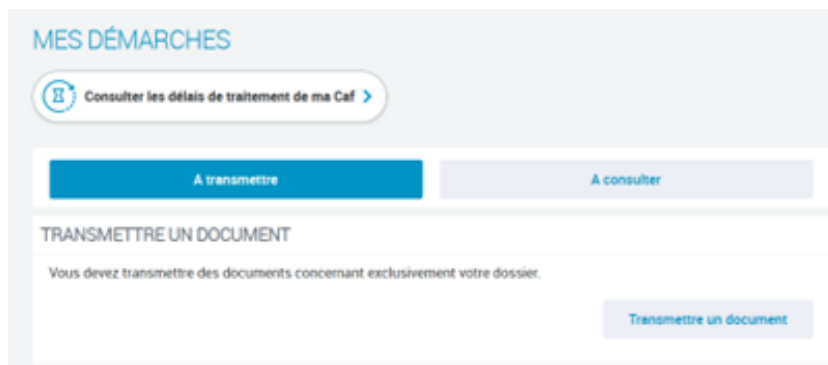 MES DÉMARCHES
Consulter les délais de traitement de ma Caf
A transmettre
A consulter
TRANSMETTRE UN DOCUMENT
Vous devez transmettre des documents concernant exclusivement votre dossier.
Transmettre un document